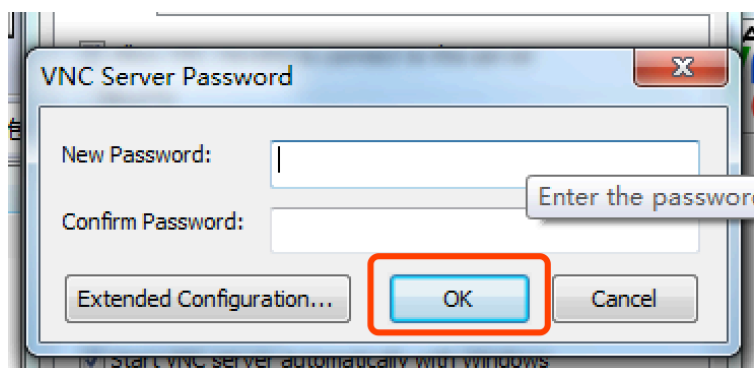 VNC Server Password
New Password:
Enter the passwor
Confirm Password:
Extended Configuration...
OK
Cancel
Start VNC server automatically with Windows